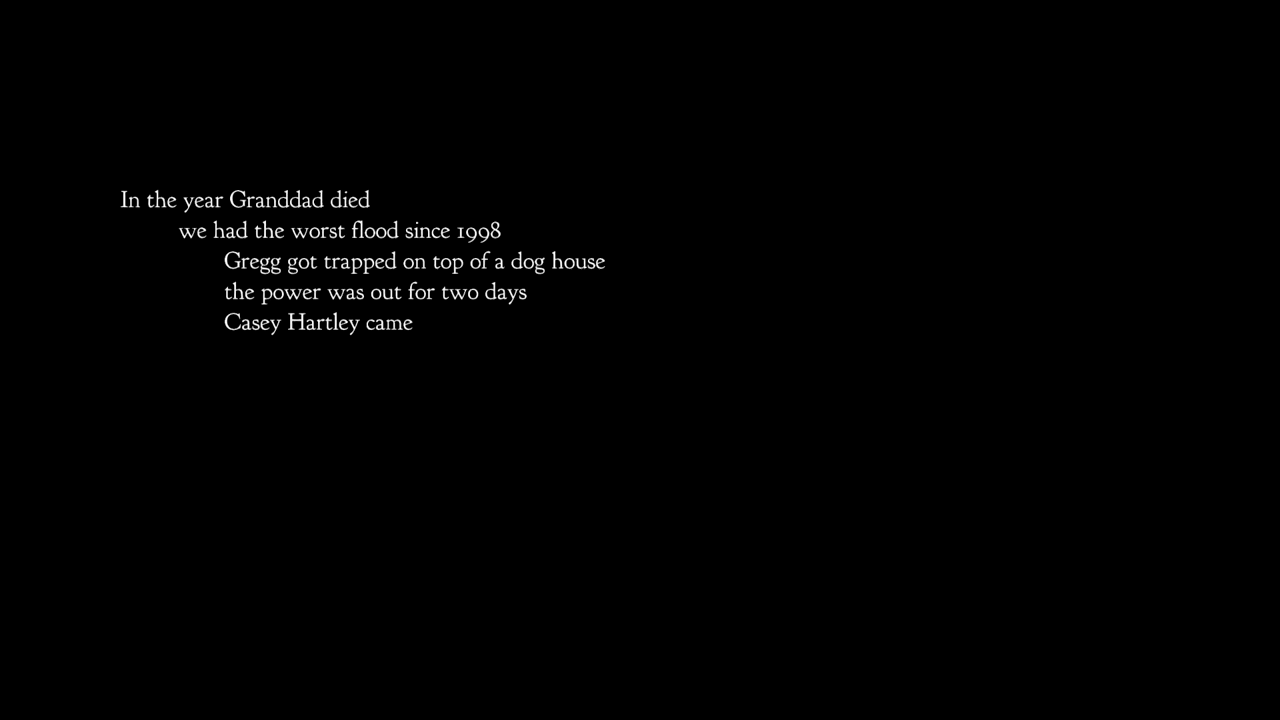 In the year Granddad died
we had the worst flood since 1998
Gregg got trapped on top of a dog house
the power was out for two days
Casey Hartley came